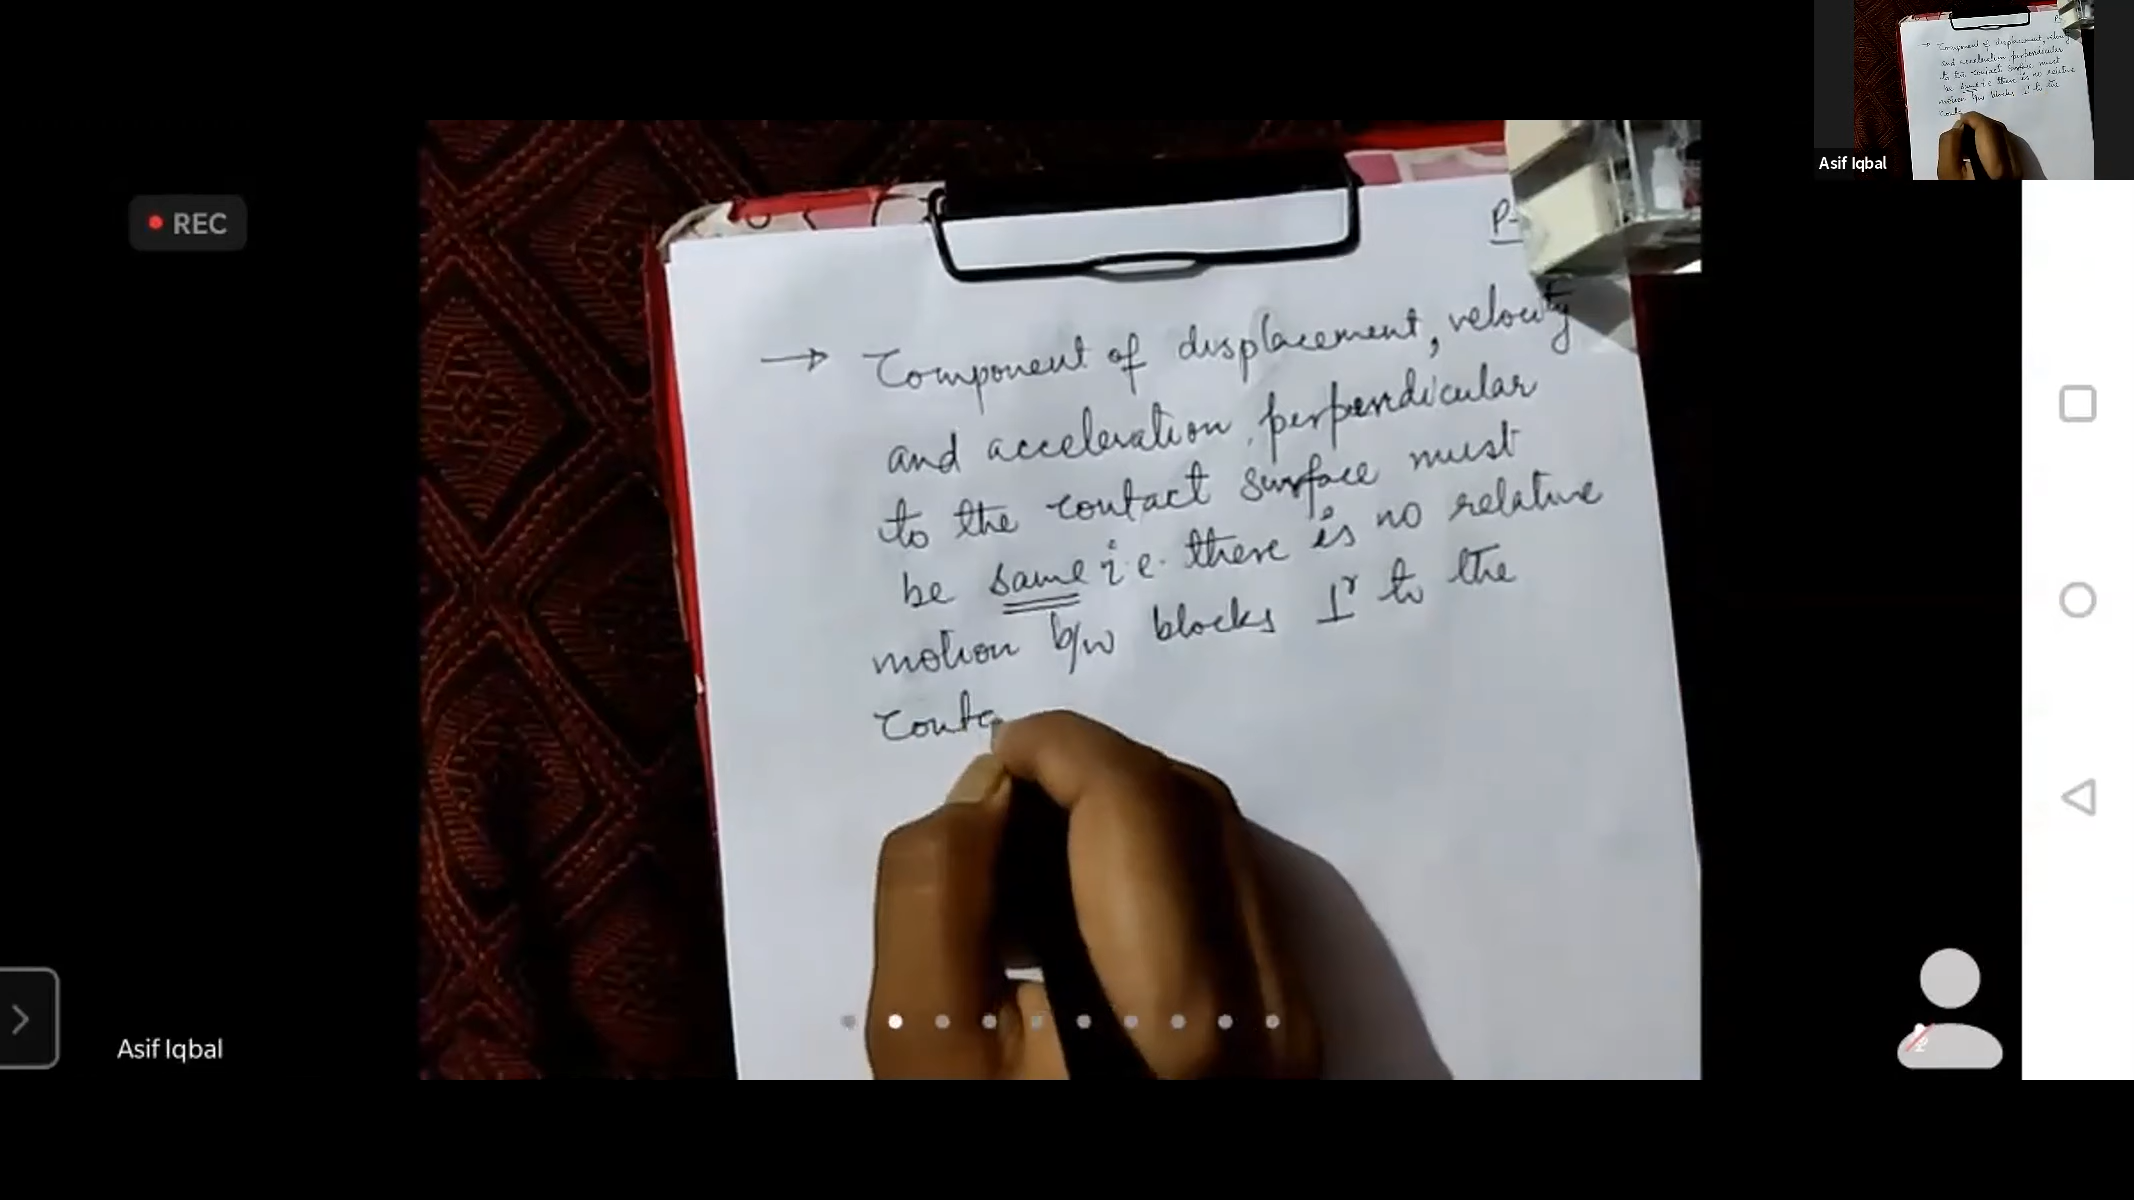 Asif Iqbal
REC
P-
→ Component of displacement, velocity
and acceleration perpendicular
to the contact surface must
be same i.e. there is no relative
motion b/w blocks ⊥r to the
Conta
Asif Iqbal